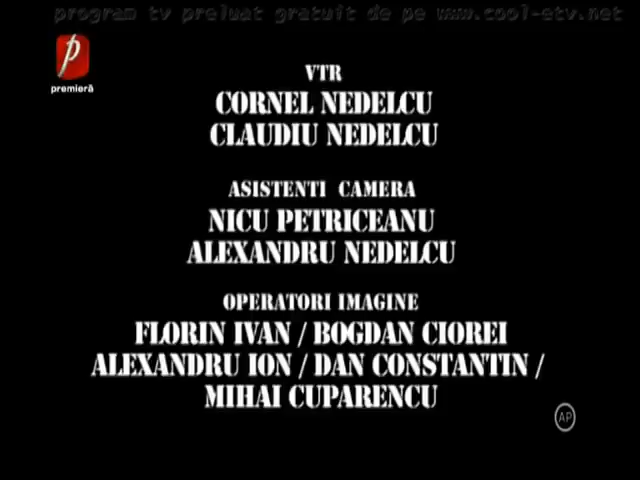 program tv preluat gratuit de pe www.cool-etv.net
p
premieră
VTR
CORNEL NEDELCU
CLAUDIU NEDELCU
ASISTENTI CAMERA
NICU PETRICEANU
ALEXANDRU NEDELCU
OPERATORI IMAGINE
FLORIN IVAN / BOGDAN CIOREI
ALEXANDRU ION / DAN CONSTANTIN /
MIHAI CUPARENCU
AP